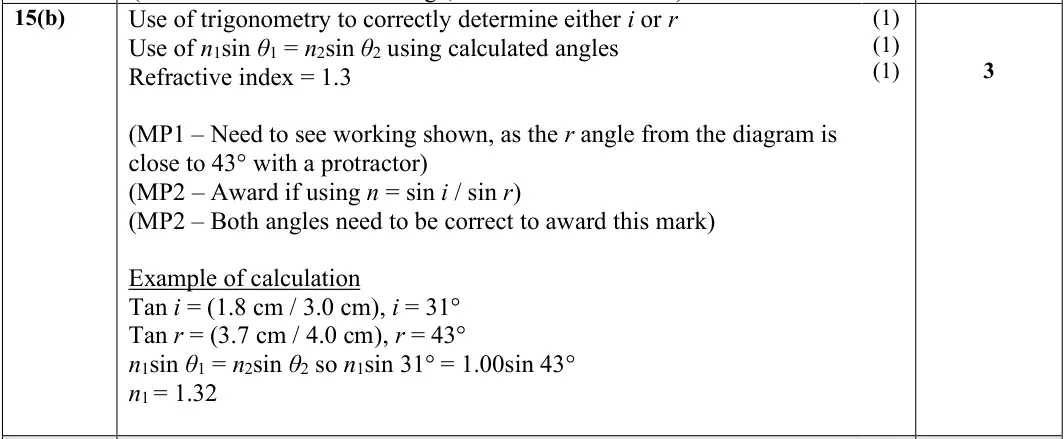 15(b)
Use of trigonometry to correctly determine either i or r (1)
Use of n₁sin θ₁ = n₂sin θ₂ using calculated angles (1)
Refractive index = 1.3 (1) 3
(MP1 – Need to see working shown, as the r angle from the diagram is
close to 43° with a protractor)
(MP2 – Award if using n = sin i / sin r)
(MP2 – Both angles need to be correct to award this mark)
Example of calculation
Tan i = (1.8 cm / 3.0 cm), i = 31°
Tan r = (3.7 cm / 4.0 cm), r = 43°
n₁sin θ₁ = n₂sin θ₂ so n₁sin 31° = 1.00sin 43°
n₁ = 1.32